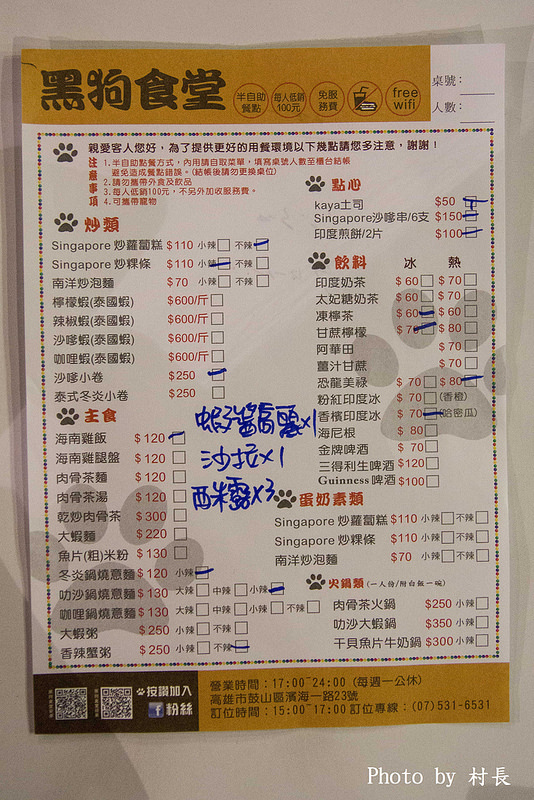 黑狗食堂
半自助餐點
每人低銷100元
免服務費
free wifi
桌號：
人數：
親愛客人您好，為了提供更好的用餐環境以下幾點請您多注意，謝謝！
注意事項
1.半自助點餐方式，內用請自取菜單，填寫桌號人數至櫃台結帳
避免造成餐點錯誤。(結帳後請勿更換桌位)
2.請勿攜帶外食及飲品
3.每人低銷100元，不另外加收服務費。
4.可攜帶寵物
炒類
Singapore 炒蘿蔔糕 $110 小辣 不辣
Singapore 炒粿條 $110 小辣 不辣
南洋炒泡麵 $70 小辣 不辣
檸檬蝦(泰國蝦) $600/斤
辣椒蝦(泰國蝦) $600/斤
沙嗲蝦(泰國蝦) $600/斤
咖哩蝦(泰國蝦) $600/斤
沙嗲小卷 $250
泰式冬炎小卷 $250
主食
海南雞飯 $120
海南雞腿盤 $120
肉骨茶麵 $120
肉骨茶湯 $120
乾炒肉骨茶 $300
大蝦麵 $220
魚片(粗)米粉 $130
冬炎鍋燒意麵 $120 小辣
叻沙鍋燒意麵 $130 大辣 中辣 小辣
咖哩鍋燒意麵 $130 大辣 中辣 小辣 不辣
大蝦粥 $250 小辣 不辣
香辣蟹粥 $250 小辣 不辣
沙拉x1
西米露x3
點心
kaya土司 $50
Singapore沙嗲串/6支 $150
印度煎餅/2片 $100
飲料 冰 熱
印度奶茶 $60 $70
太妃糖奶茶 $60 $70
凍檸茶 $60 $70
甘蔗檸檬 $70 $80
阿華田 $70
薑汁甘蔗 $70
恐龍美祿 $70 $80
粉紅印度冰 $70 (香橙)
香檳印度冰 $70 (哈密瓜)
海尼根 $80
金牌啤酒 $70
三得利生啤酒 $120
Guinness 啤酒 $100
蛋奶素類
Singapore 炒蘿蔔糕 $110 小辣 不辣
Singapore 炒粿條 $110 小辣 不辣
南洋炒泡麵 $70 小辣 不辣
火鍋類 (一人份/附白飯一碗)
肉骨茶火鍋 $250 小辣
叻沙大蝦鍋 $350 小辣
干貝魚片牛奶鍋 $300 小辣
按讚加入
f 粉絲
營業時間：17:00~24:00 (每週一公休)
高雄市鼓山區濱海一路23號
訂位時間：15:00~17:00 訂位專線：(07)531-6531
Photo by 村長